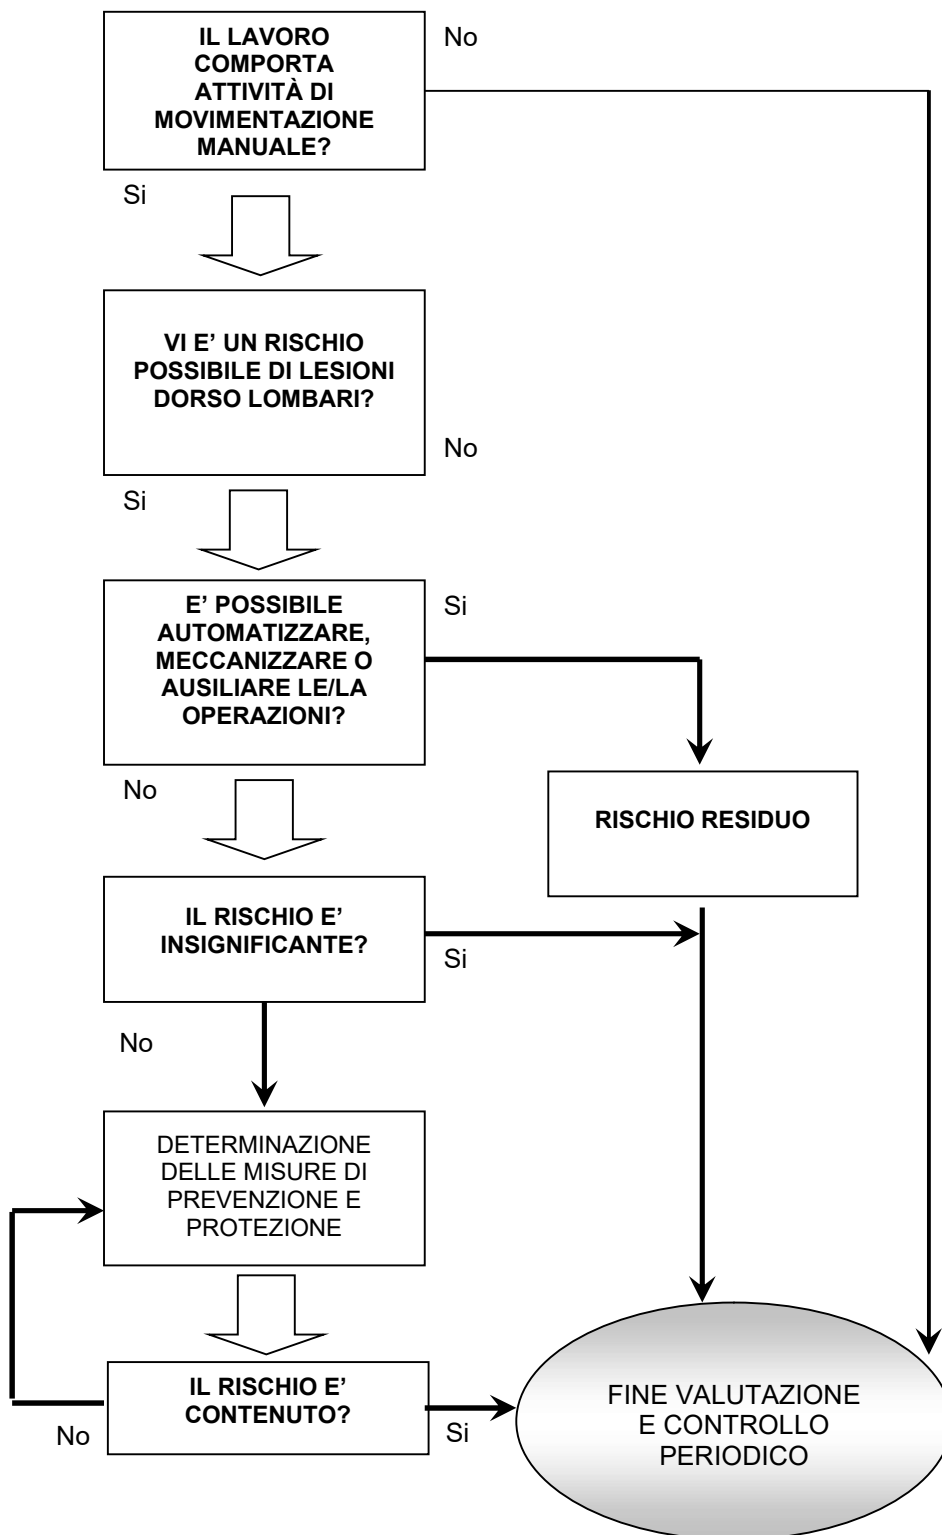 IL LAVORO
COMPORTA
ATTIVITÀ DI
MOVIMENTAZIONE
MANUALE?
No
Si
VI E’ UN RISCHIO
POSSIBILE DI LESIONI
DORSO LOMBARI?
No
Si
E’ POSSIBILE
AUTOMATIZZARE,
MECCANIZZARE O
AUSILIARE LE/LA
OPERAZIONI?
Si
No
RISCHIO RESIDUO
IL RISCHIO E’
INSIGNIFICANTE?
Si
No
DETERMINAZIONE
DELLE MISURE DI
PREVENZIONE E
PROTEZIONE
IL RISCHIO E’
CONTENUTO?
No
Si
FINE VALUTAZIONE
E CONTROLLO
PERIODICO